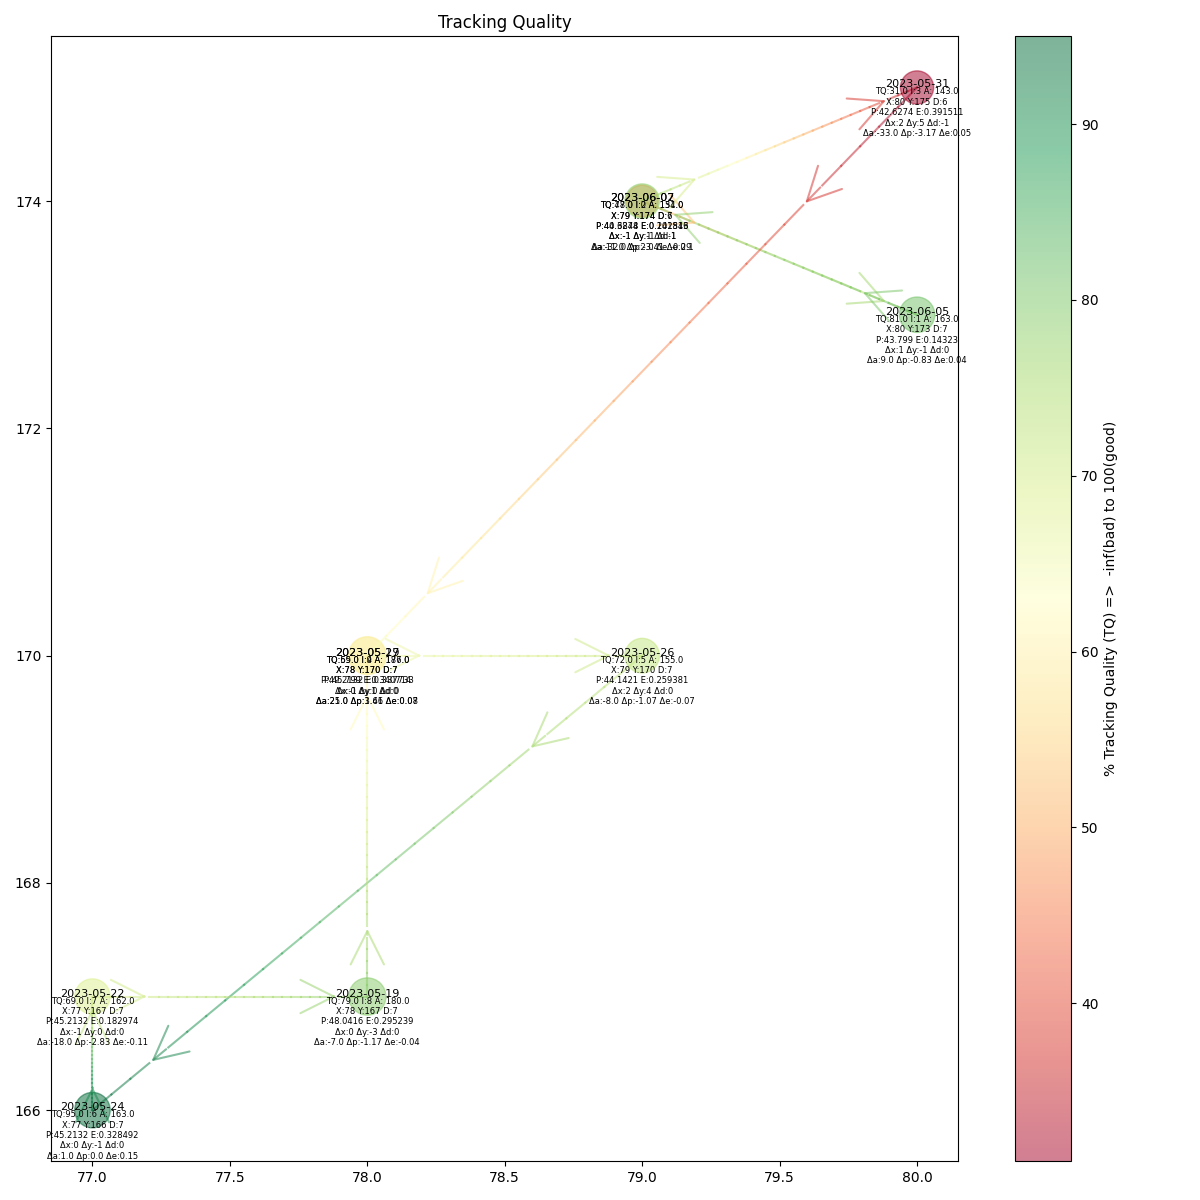 Tracking Quality
2023-05-31
TQ:31.0 I:3 A: 143.0
X:80 Y:175 D:6
P:42.6274 E:0.391511
Δx:2 Δy:5 Δd:-1
Δa:-33.0 Δp:-3.17 Δe:0.05
X:79 Y:174
2023-06-05
TQ:81.0 I:1 A: 163.0
X:80 Y:173 D:7
P:43.799 E:0.14323
Δx:1 Δy:-1 Δd:0
Δa:9.0 Δp:-0.83 Δe:0.04
X:78 Y:170 D:7
2023-05-26
TQ:72.0 I:5 A: 155.0
X:79 Y:170 D:7
P:44.1421 E:0.259381
Δx:2 Δy:4 Δd:0
Δa:-8.0 Δp:-1.07 Δe:-0.07
2023-05-22
TQ:69.0 I:7 A: 162.0
X:77 Y:167 D:7
P:45.2132 E:0.182974
Δx:-1 Δy:0 Δd:0
Δa:-18.0 Δp:-2.83 Δe:-0.11
2023-05-19
TQ:79.0 I:8 A: 180.0
X:78 Y:167 D:7
P:48.0416 E:0.295239
Δx:0 Δy:-3 Δd:0
Δa:-7.0 Δp:-1.17 Δe:-0.04
2023-05-24
TQ:95.0 I:6 A: 163.0
X:77 Y:166 D:7
P:45.2132 E:0.328492
Δx:0 Δy:-1 Δd:0
Δa:1.0 Δp:0.0 Δe:0.15
174
172
170
168
166
77.0 77.5 78.0 78.5 79.0 79.5 80.0
90
80
70
60
50
40
% Tracking Quality (TQ) => -inf(bad) to 100(good)